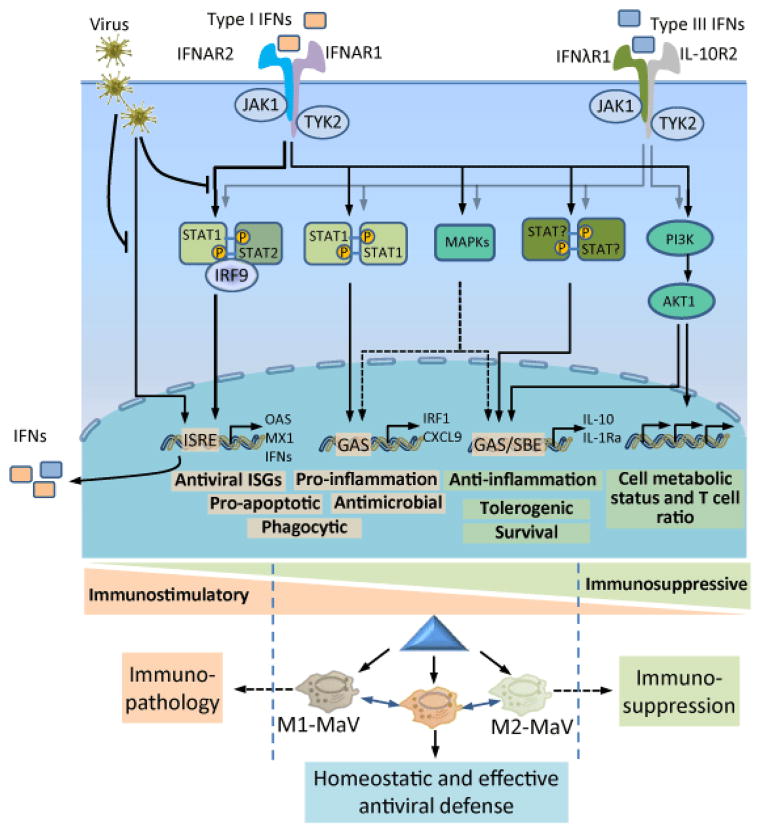 Virus
Type I IFNs
Type III IFNs
IFNAR2
IFNAR1
IFNλR1
IL-10R2
JAK1
TYK2
JAK1
TYK2
STAT1
P
P
STAT2
IRF9
STAT1
P
P
STAT1
MAPKs
STAT?
P
P
STAT?
PI3K
AKT1
IFNs
ISRE
OAS
MX1
IFNs
GAS
IRF1
CXCL9
GAS/SBE
IL-10
IL-1Ra
Antiviral ISGs
Pro-apoptotic
Phagocytic
Pro-inflammation
Antimicrobial
Anti-inflammation
Tolerogenic
Survival
Cell metabolic
status and T cell
ratio
Immunostimulatory
Immunosuppressive
Immuno-
pathology
M1-MaV
M2-MaV
Immuno-
suppression
Homeostatic and effective
antiviral defense